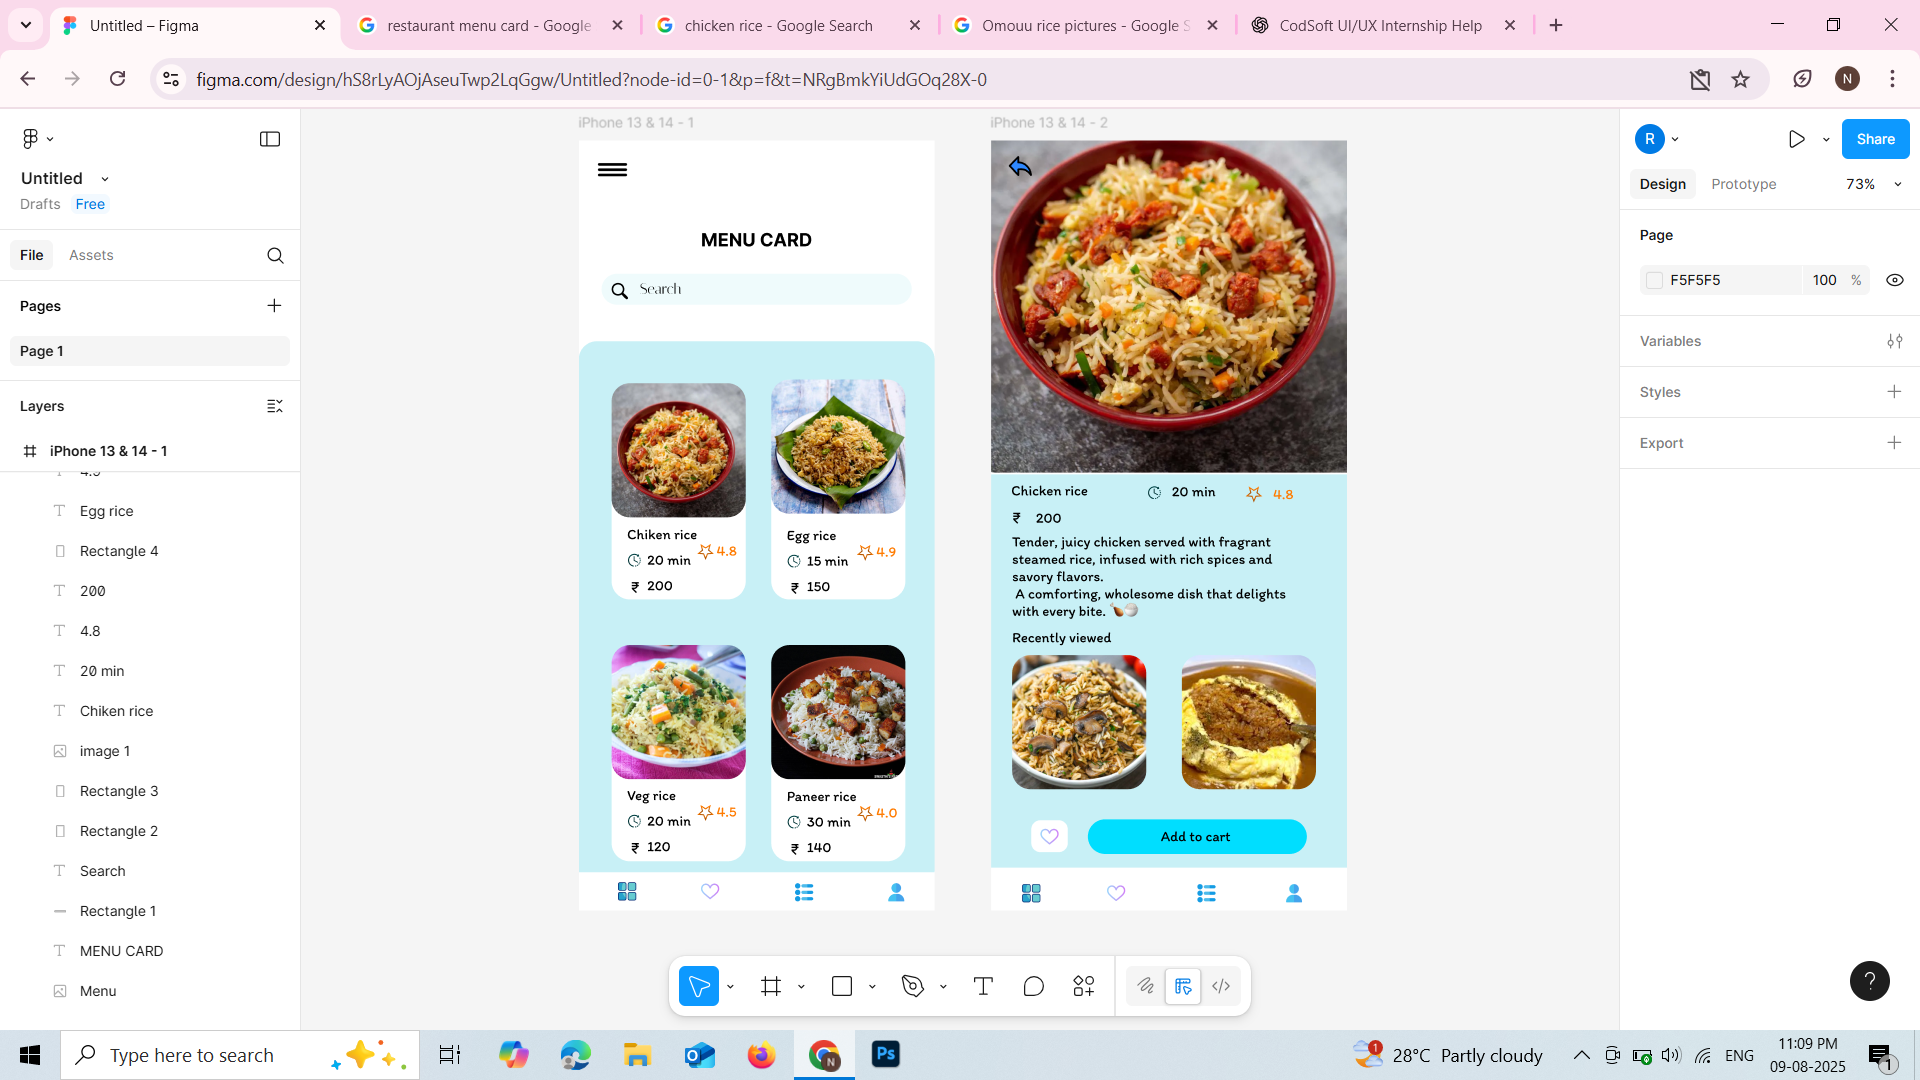 Untitled – Figma
restaurant menu card - Google
chicken rice - Google Search
Omouu rice pictures - Google S
CodSoft UI/UX Internship Help
figma.com/design/hS8rLyAOjAseuTwp2LqGgw/Untitled?node-id=0-1&p=f&t=NRgBmkYiUdGOq28X-0
N
Untitled
Drafts
Free
File
Assets
Pages
Page 1
Layers
iPhone 13 & 14 - 1
4.9
Egg rice
Rectangle 4
200
4.8
20 min
Chiken rice
image 1
Rectangle 3
Rectangle 2
Search
Rectangle 1
MENU CARD
Menu
iPhone 13 & 14 - 1
MENU CARD
Search
Chiken rice
20 min
4.8
₹ 200
Egg rice
15 min
4.9
₹ 150
Veg rice
20 min
4.5
₹ 120
Paneer rice
30 min
4.0
₹ 140
iPhone 13 & 14 - 2
Chicken rice
20 min
4.8
₹ 200
Tender, juicy chicken served with fragrant
steamed rice, infused with rich spices and
savory flavors.
A comforting, wholesome dish that delights
with every bite. 🍗🍚
Recently viewed
Add to cart
R
Share
Design
Prototype
73%
Page
F5F5F5
100 %
Variables
Styles
Export
?
Type here to search
Ps
1
28°C Partly cloudy
ENG
11:09 PM
09-08-2025
1